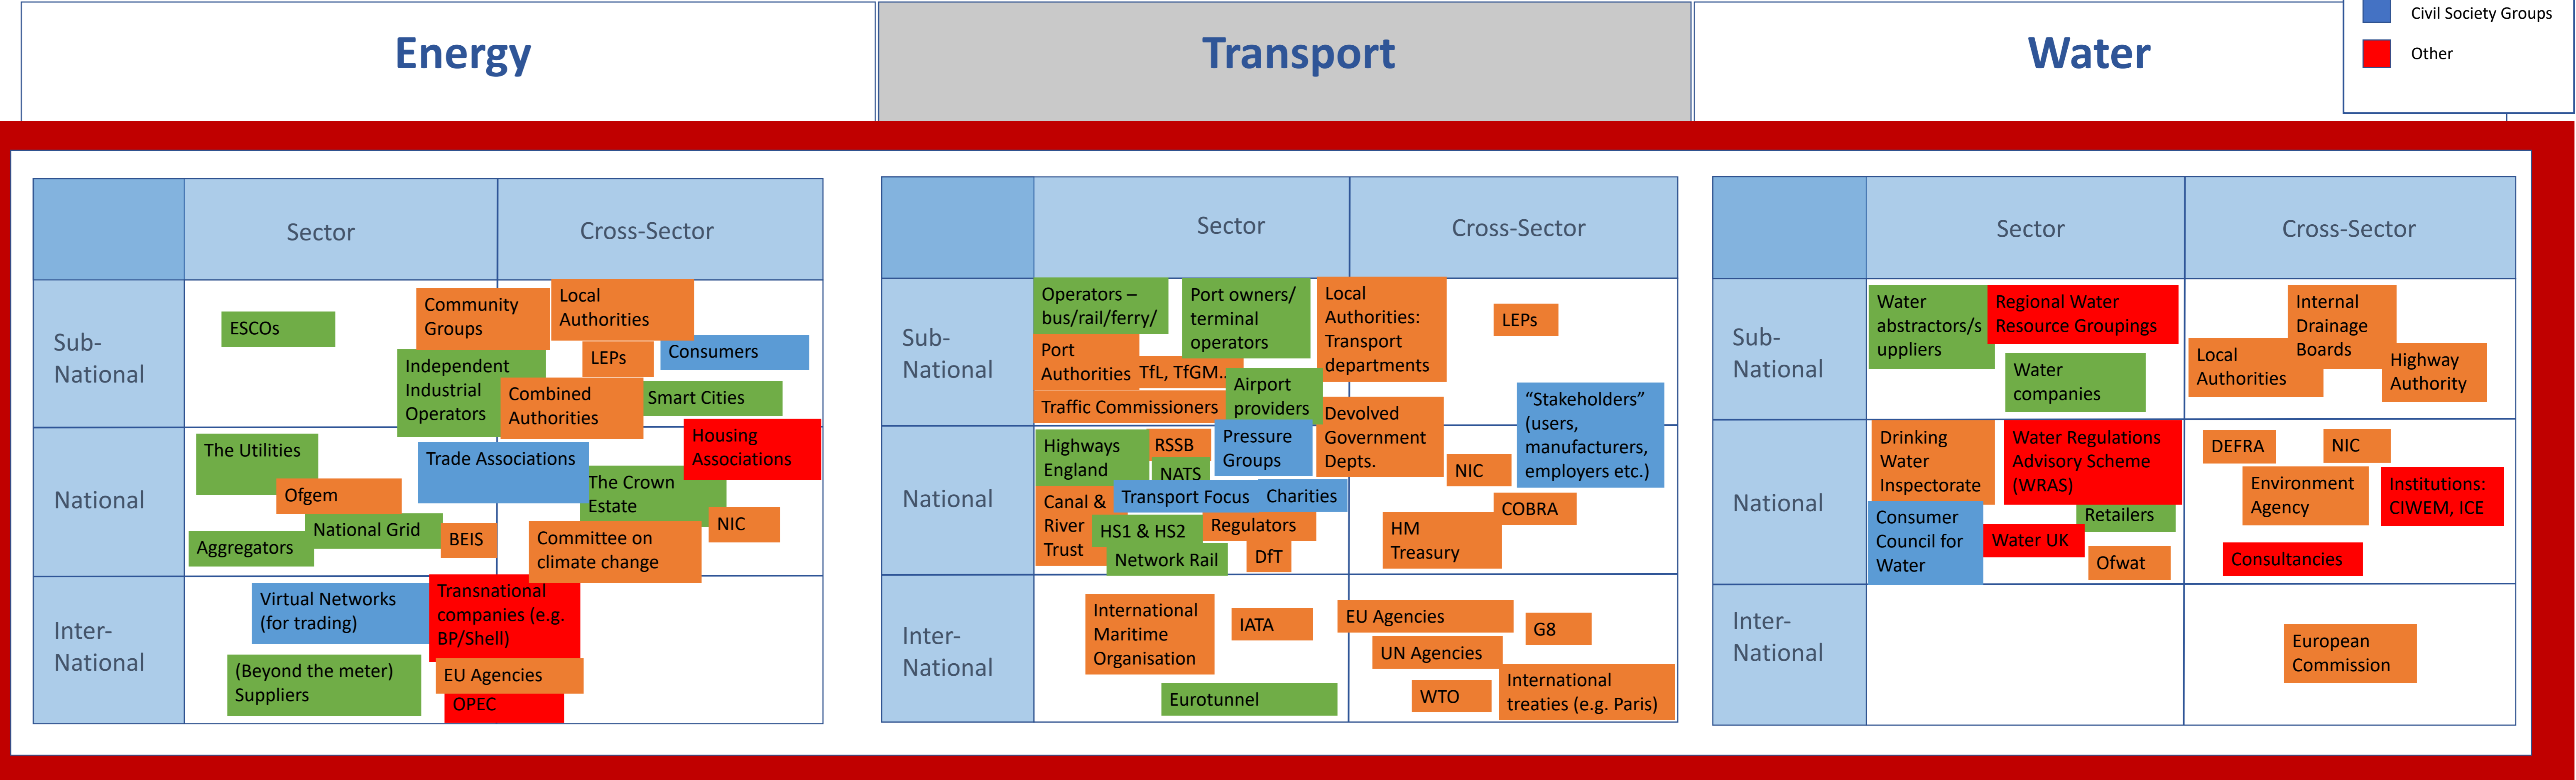 Energy
Transport
Water
Civil Society Groups
Other
Sector
Cross-Sector
Sub-
National
ESCOs
Community
Groups
Local
Authorities
LEPs
Consumers
Independent
Industrial
Operators
Combined
Authorities
Smart Cities
National
The Utilities
Ofgem
National Grid
Aggregators
BEIS
Trade Associations
The Crown
Estate
Housing
Associations
NIC
Committee on
climate change
Inter-
National
Virtual Networks
(for trading)
Transnational
companies (e.g.
BP/Shell)
(Beyond the meter)
Suppliers
EU Agencies
OPEC
Sector
Cross-Sector
Sub-
National
Operators –
bus/rail/ferry/
Port owners/
terminal
operators
Local
Authorities:
Transport
departments
LEPs
Port
Authorities
TfL, TfGM..
Airport
providers
Traffic Commissioners
Devolved
Government
Depts.
"Stakeholders"
(users,
manufacturers,
employers etc.)
National
Highways
England
RSSB
NATS
Pressure
Groups
NIC
Canal &
River
Trust
Transport Focus
Charities
HS1 & HS2
Regulators
Network Rail
DfT
COBRA
HM
Treasury
Inter-
National
International
Maritime
Organisation
IATA
Eurotunnel
EU Agencies
G8
UN Agencies
WTO
International
treaties (e.g. Paris)
Sector
Cross-Sector
Sub-
National
Water
abstractors/s
uppliers
Regional Water
Resource Groupings
Water
companies
Internal
Drainage
Boards
Local
Authorities
Highway
Authority
National
Drinking
Water
Inspectorate
Water Regulations
Advisory Scheme
(WRAS)
Consumer
Council for
Water
Retailers
Water UK
Ofwat
DEFRA
NIC
Environment
Agency
Institutions:
CIWEM, ICE
Consultancies
Inter-
National
European
Commission